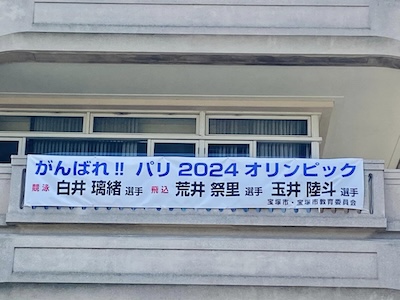 がんばれ!! パリ 2024 オリンピック
競泳 白井 璃緒 選手 飛込 荒井 祭里 選手 玉井 陸斗 選手
宝塚市・宝塚市教育委員会